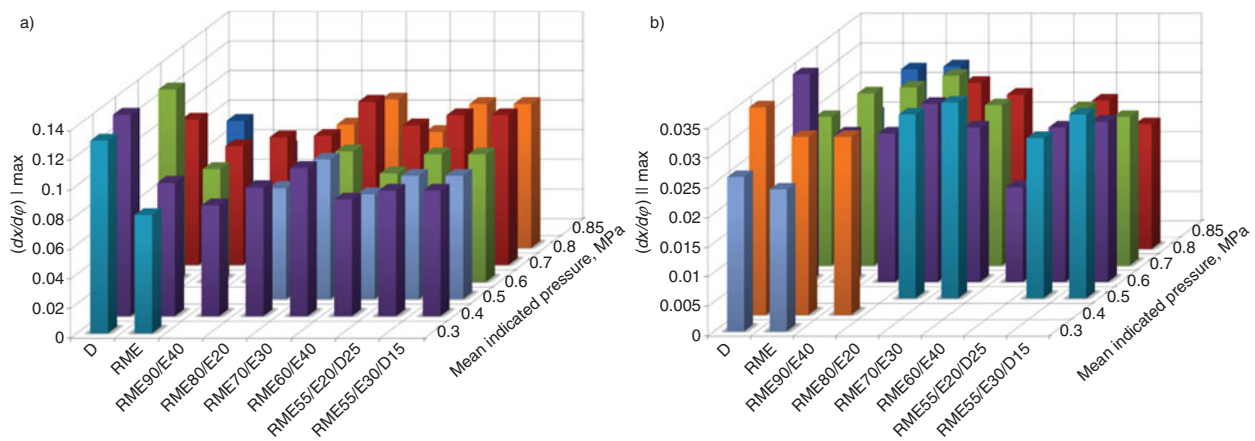 a)
(dx/dφ) | max
0.14
0.12
0.1
0.08
0.06
0.04
0.02
0
D
RME
RME90/E40
RME80/E20
RME70/E30
RME60/E40
RME55/E20/D25
RME55/E30/D15
0.3
0.4
0.5
0.6
0.7
0.8
0.85
Mean indicated pressure, MPa
b)
(dx/dφ) || max
0.035
0.03
0.025
0.02
0.015
0.01
0.005
0
D
RME
RME90/E40
RME80/E20
RME70/E30
RME60/E40
RME55/E20/D25
RME55/E30/D15
0.3
0.4
0.5
0.6
0.7
0.8
0.85
Mean indicated pressure, MPa